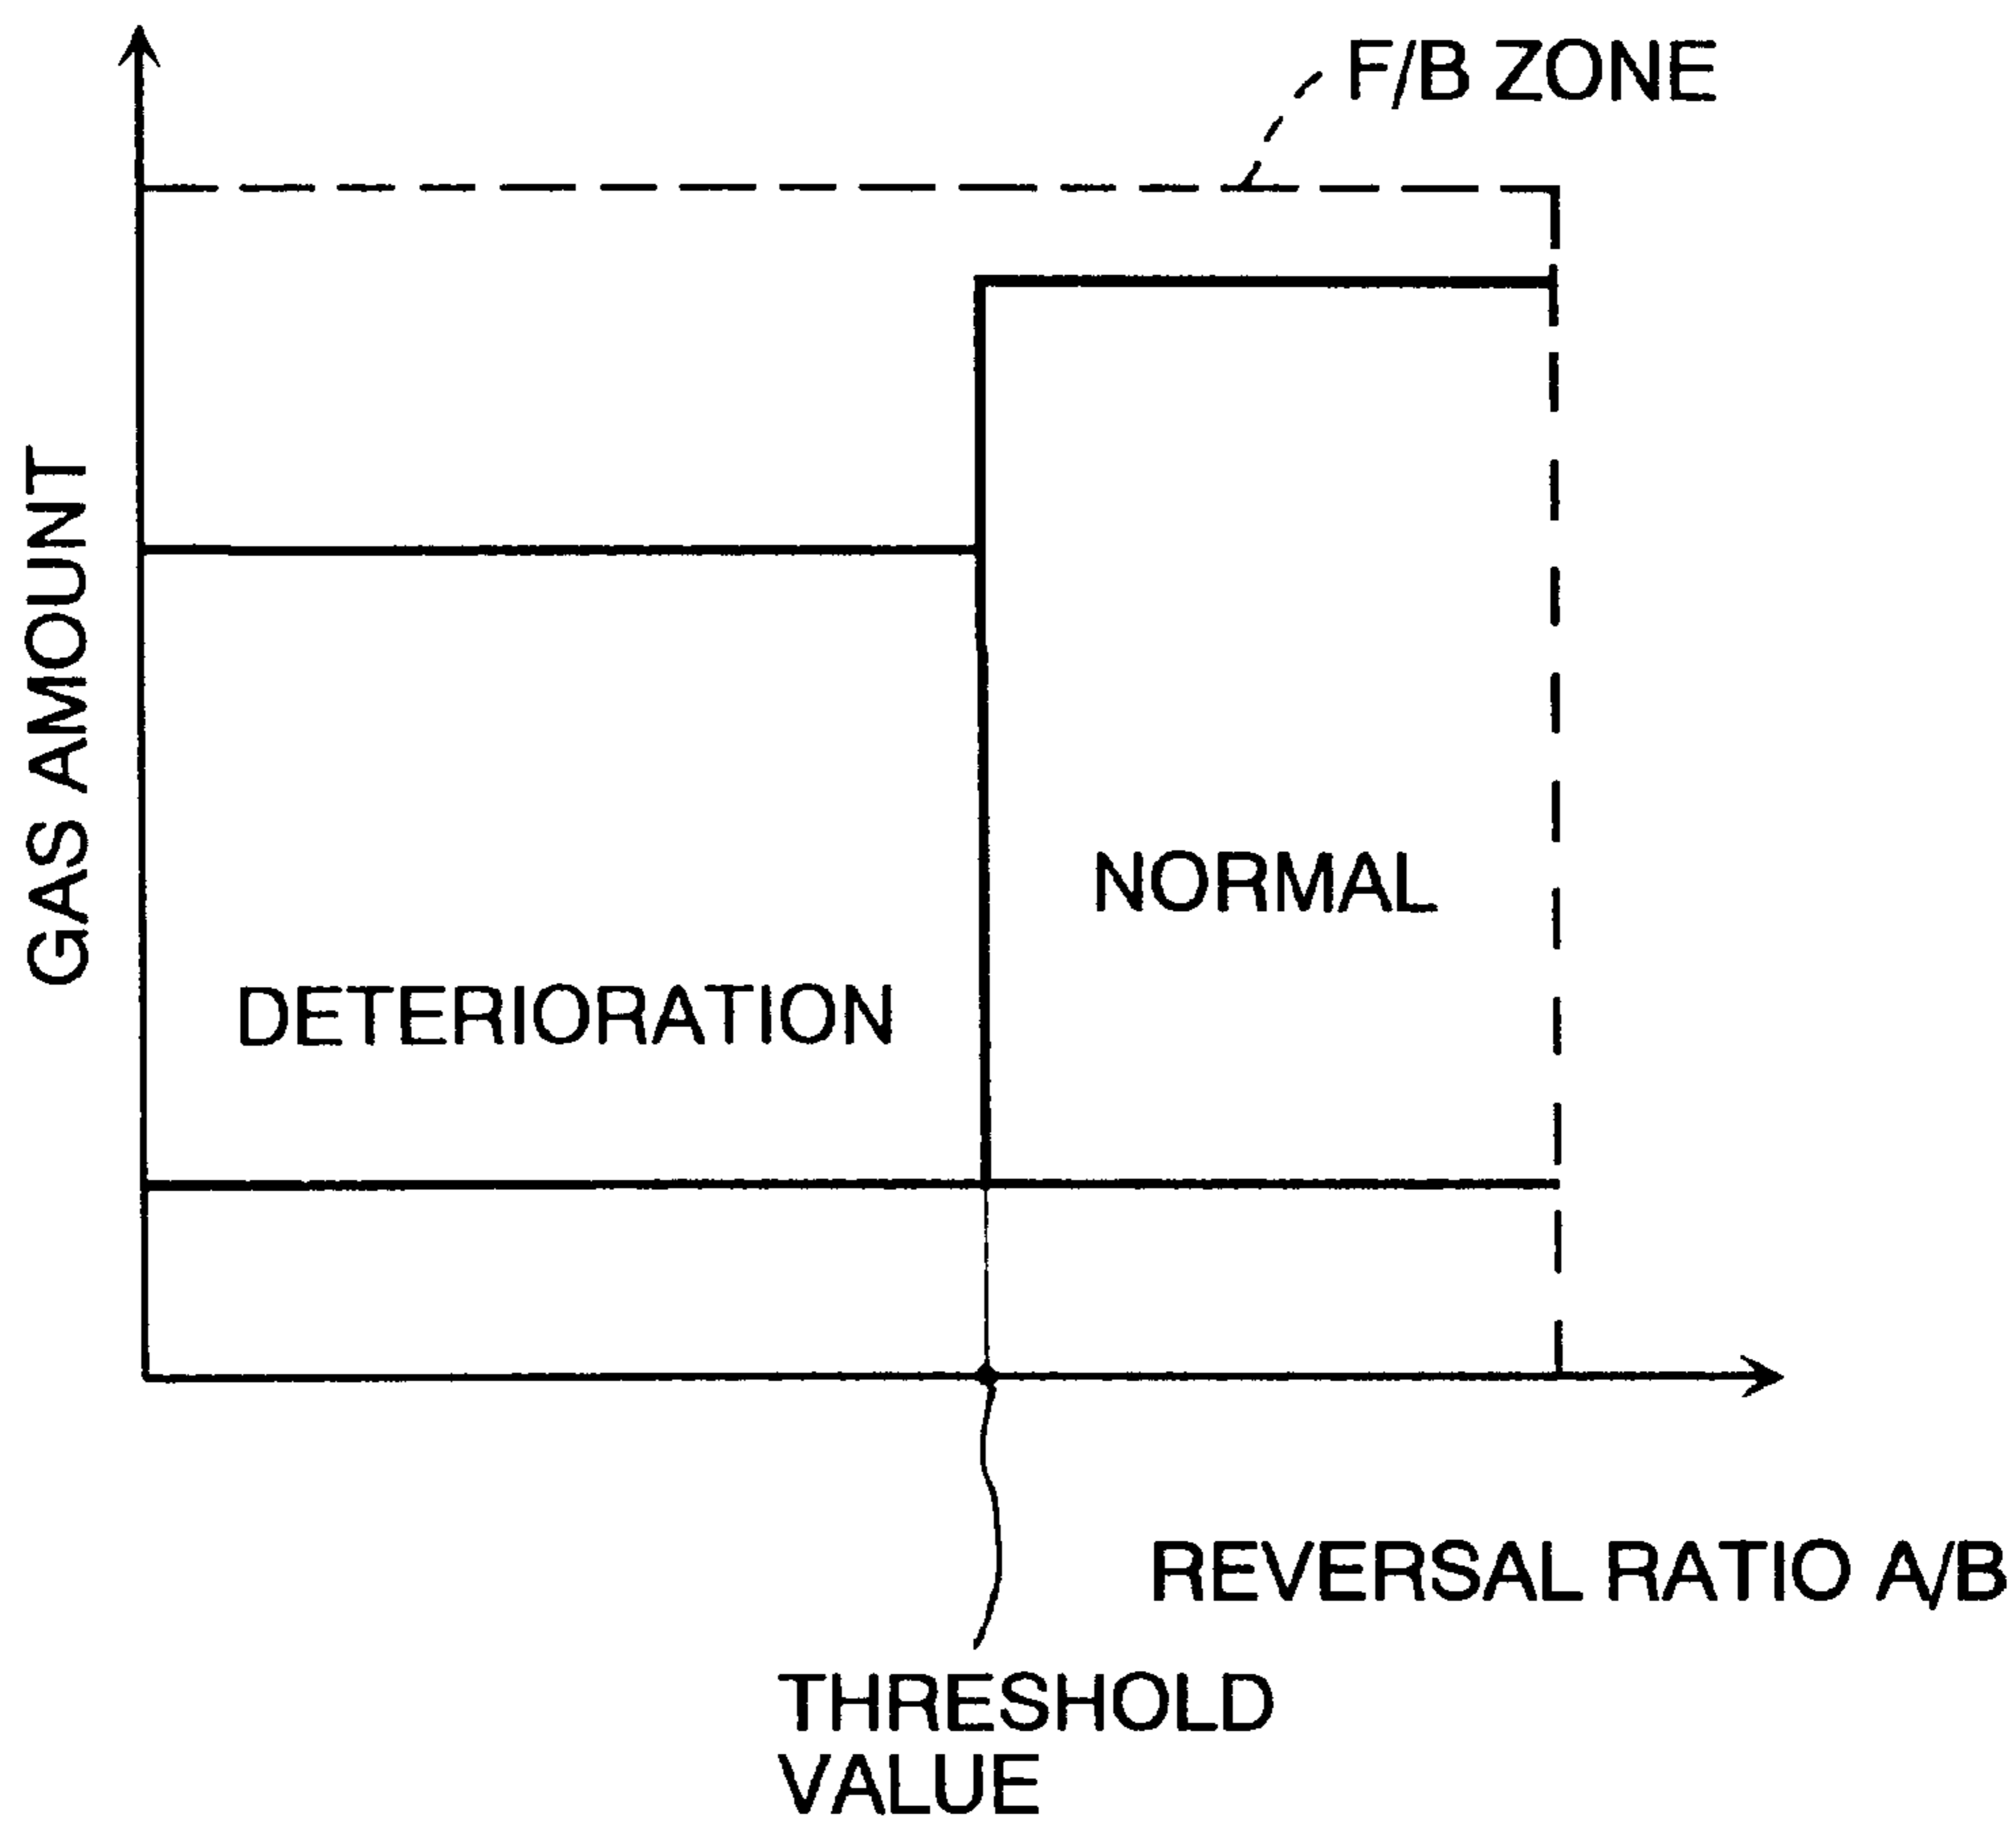 F/B ZONE
GAS AMOUNT
NORMAL
DETERIORATION
REVERSAL RATIO A/B
THRESHOLD
VALUE